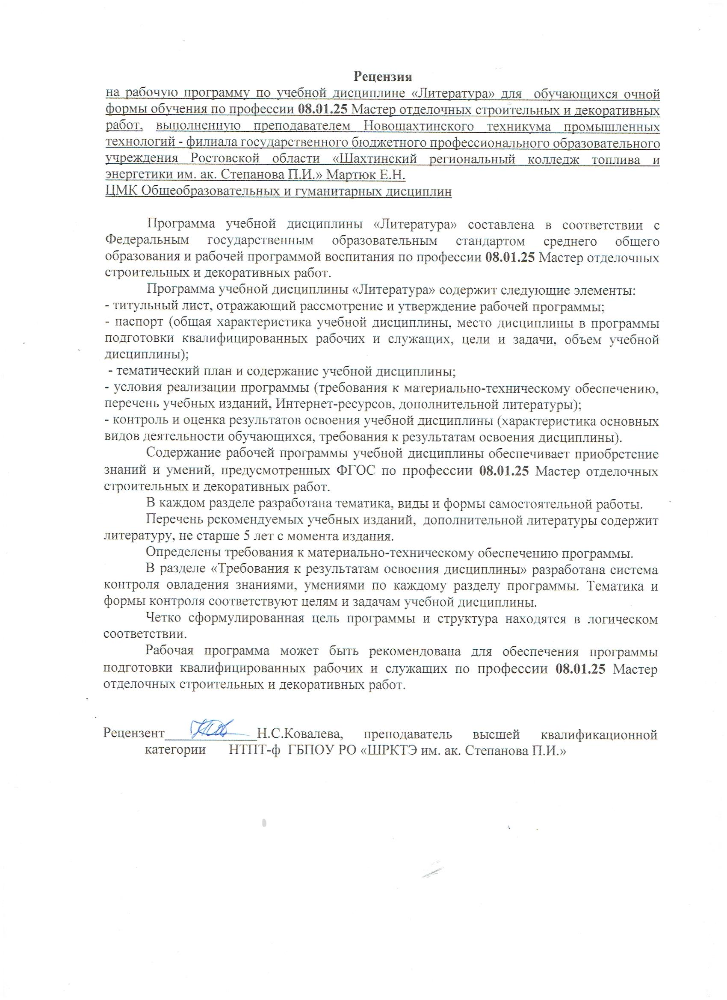 Рецензия
на рабочую программу по учебной дисциплине «Литература» для обучающихся очной
формы обучения по профессии 08.01.25 Мастер отделочных строительных и декоративных
работ, выполненную преподавателем Новошахтинского техникума промышленных
технологий - филиала государственного бюджетного профессионального образовательного
учреждения Ростовской области «Шахтинский региональный колледж топлива и
энергетики им. ак. Степанова П.И.» Мартюк Е.Н.
ЦМК Общеобразовательных и гуманитарных дисциплин
Программа учебной дисциплины «Литература» составлена в соответствии с
Федеральным государственным образовательным стандартом среднего общего
образования и рабочей программой воспитания по профессии 08.01.25 Мастер отделочных
строительных и декоративных работ.
Программа учебной дисциплины «Литература» содержит следующие элементы:
- титульный лист, отражающий рассмотрение и утверждение рабочей программы;
- паспорт (общая характеристика учебной дисциплины, место дисциплины в программы
подготовки квалифицированных рабочих и служащих, цели и задачи, объем учебной
дисциплины);
- тематический план и содержание учебной дисциплины;
- условия реализации программы (требования к материально-техническому обеспечению,
перечень учебных изданий, Интернет-ресурсов, дополнительной литературы);
- контроль и оценка результатов освоения учебной дисциплины (характеристика основных
видов деятельности обучающихся, требования к результатам освоения дисциплины).
Содержание рабочей программы учебной дисциплины обеспечивает приобретение
знаний и умений, предусмотренных ФГОС по профессии 08.01.25 Мастер отделочных
строительных и декоративных работ.
В каждом разделе разработана тематика, виды и формы самостоятельной работы.
Перечень рекомендуемых учебных изданий, дополнительной литературы содержит
литературу, не старше 5 лет с момента издания.
Определены требования к материально-техническому обеспечению программы.
В разделе «Требования к результатам освоения дисциплины» разработана система
контроля овладения знаниями, умениями по каждому разделу программы. Тематика и
формы контроля соответствуют целям и задачам учебной дисциплины.
Четко сформулированная цель программы и структура находятся в логическом
соответствии.
Рабочая программа может быть рекомендована для обеспечения программы
подготовки квалифицированных рабочих и служащих по профессии 08.01.25 Мастер
отделочных строительных и декоративных работ.
Рецензент Н.С.Ковалева, преподаватель высшей квалификационной
категории НТПТ-ф ГБПОУ РО «ШРКТЭ им. ак. Степанова П.И.»